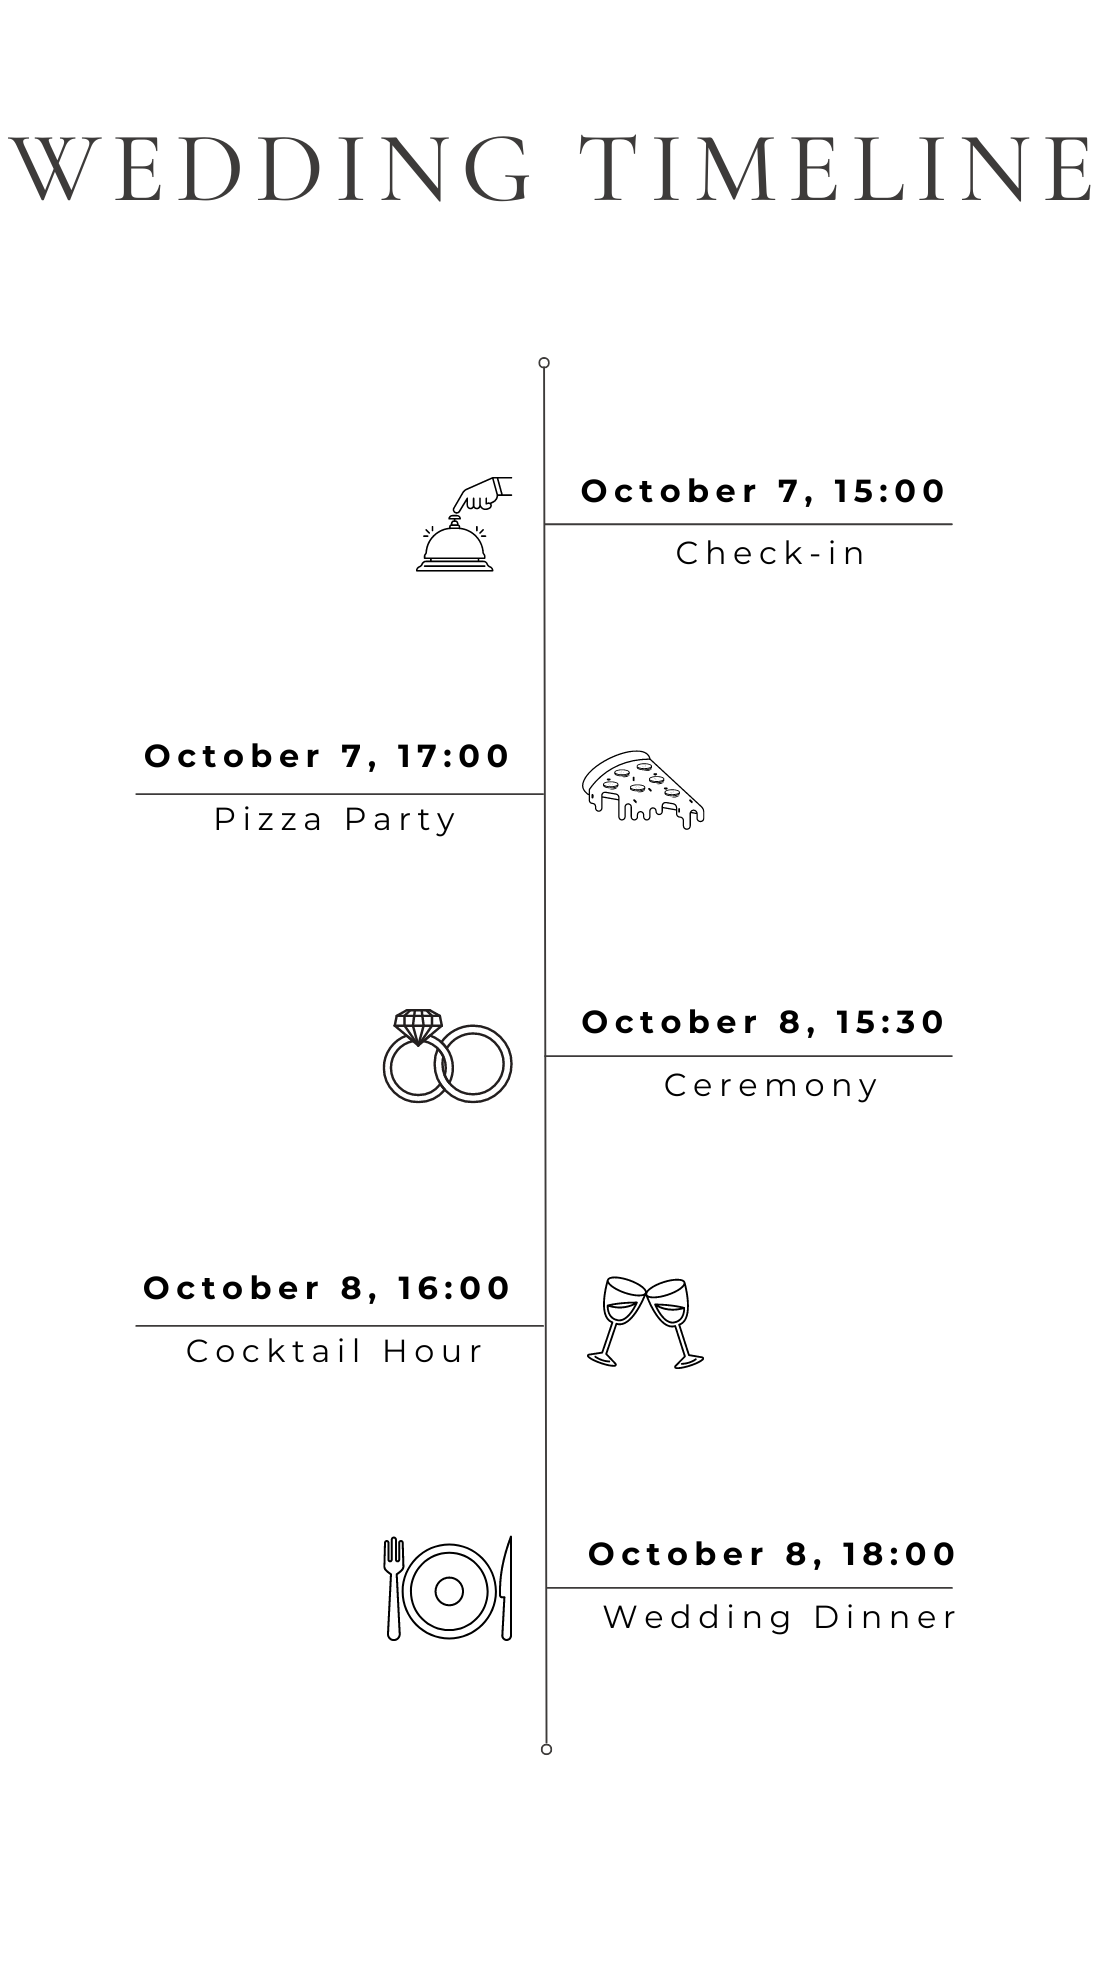 WEDDING TIMELINE
October 7, 15:00
Check-in
October 7, 17:00
Pizza Party
October 8, 15:30
Ceremony
October 8, 16:00
Cocktail Hour
October 8, 18:00
Wedding Dinner